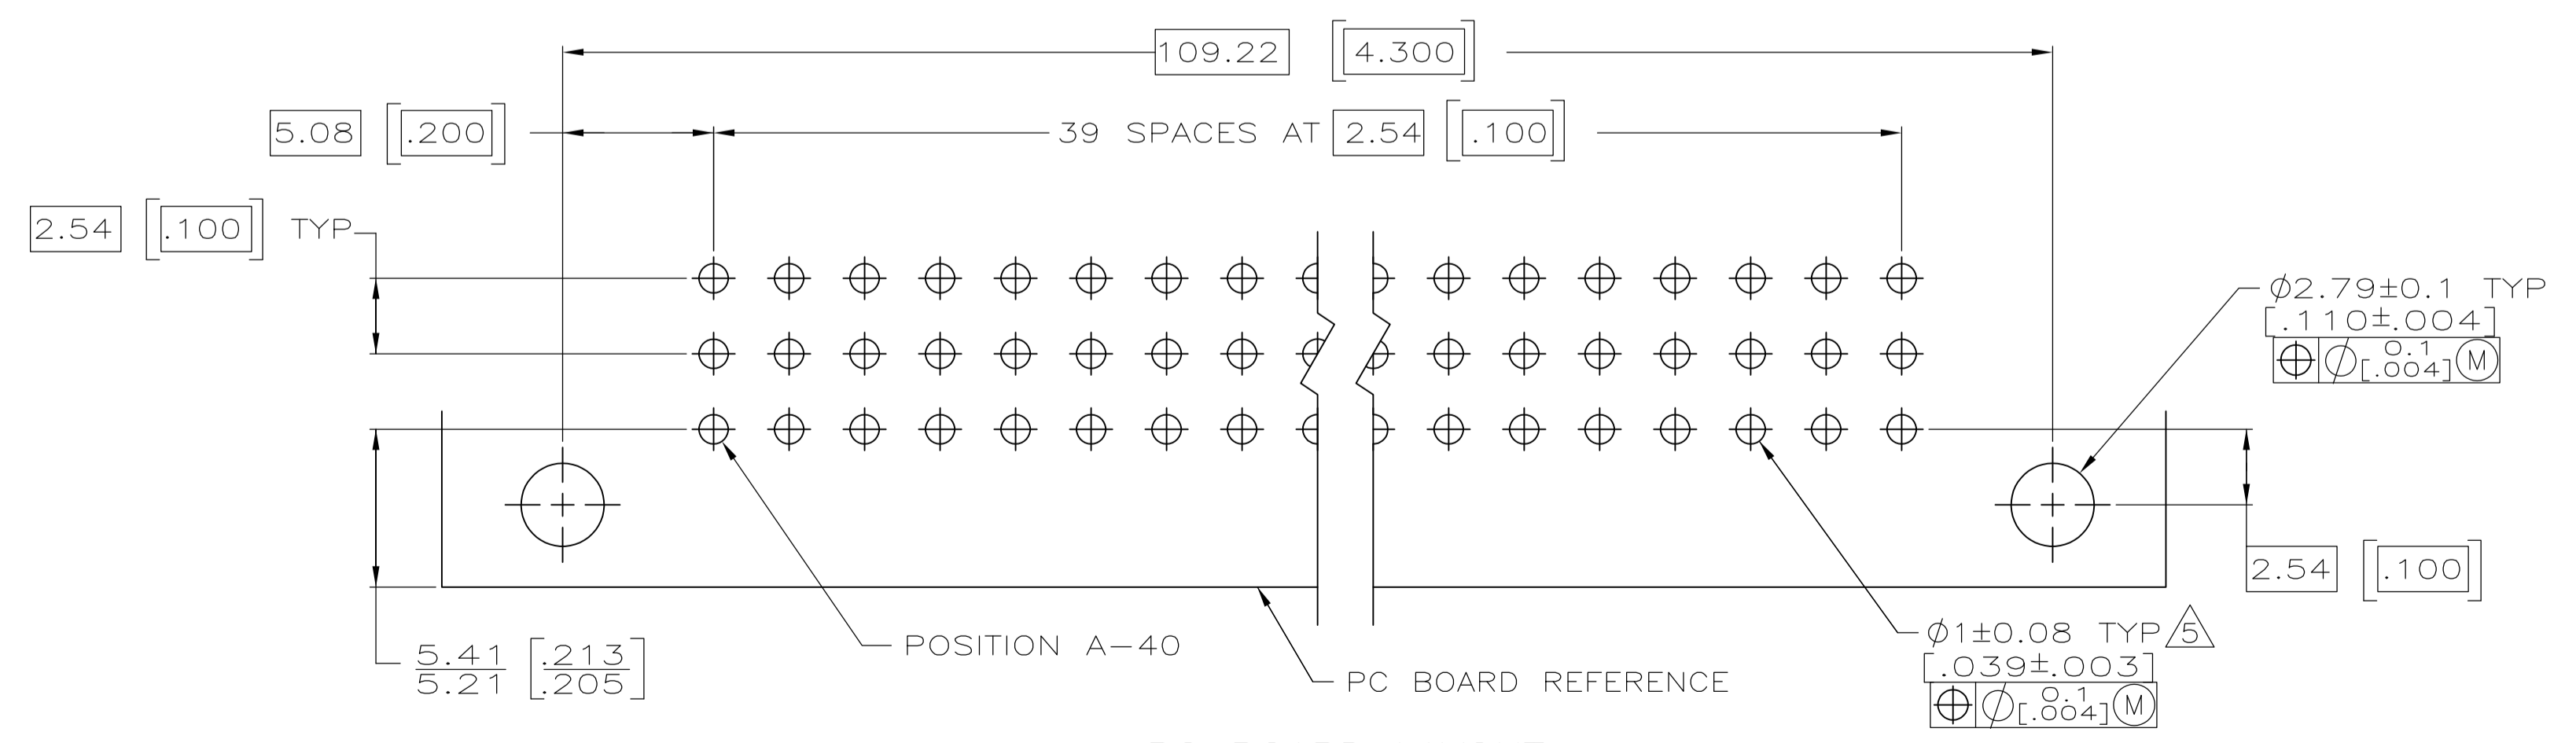 109.22 [4.300]
5.08 [.200]
39 SPACES AT 2.54 [.100]
2.54 [.100] TYP
⌀2.79±0.1 TYP
[.110±.004]
⌖ ⌀ 0.1 [.004] Ⓜ
2.54 [.100]
5.41 [.213]
5.21 [.205]
POSITION A-40
PC BOARD REFERENCE
⌀1±0.08 TYP 5
[.039±.003]
⌖ ⌀ 0.1 [.004] Ⓜ